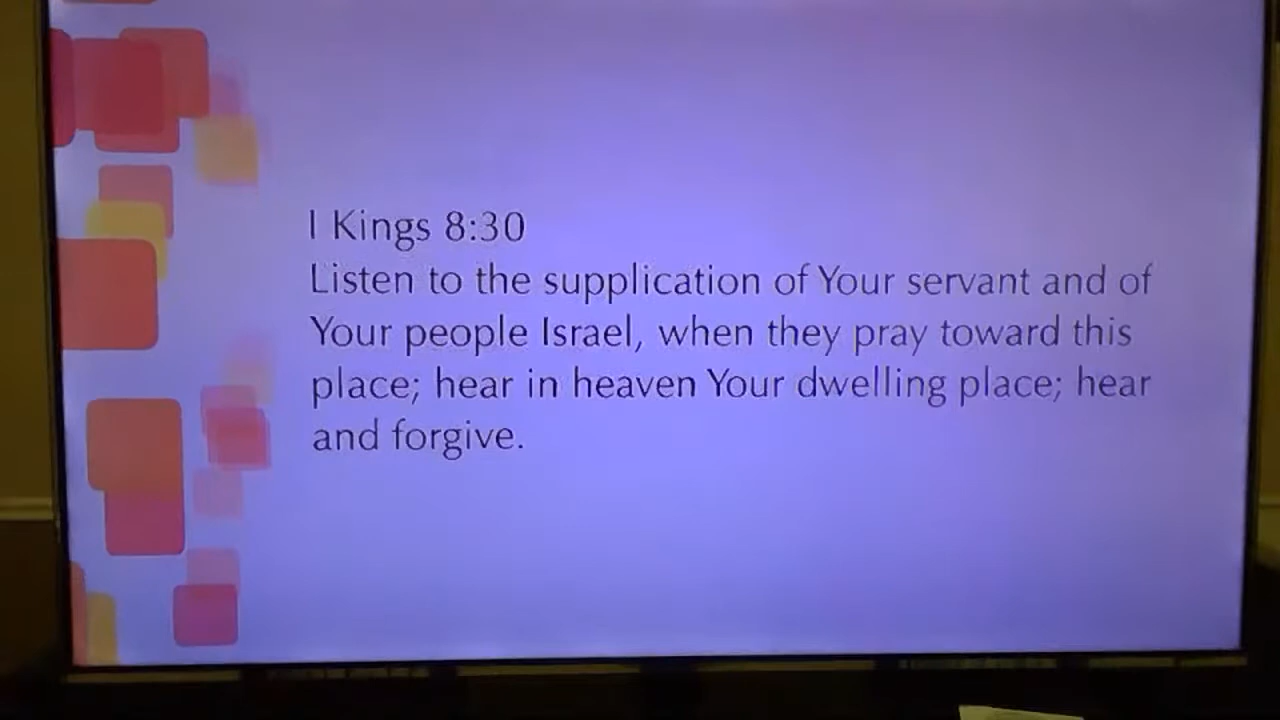 I Kings 8:30
Listen to the supplication of Your servant and of
Your people Israel, when they pray toward this
place; hear in heaven Your dwelling place; hear
and forgive.